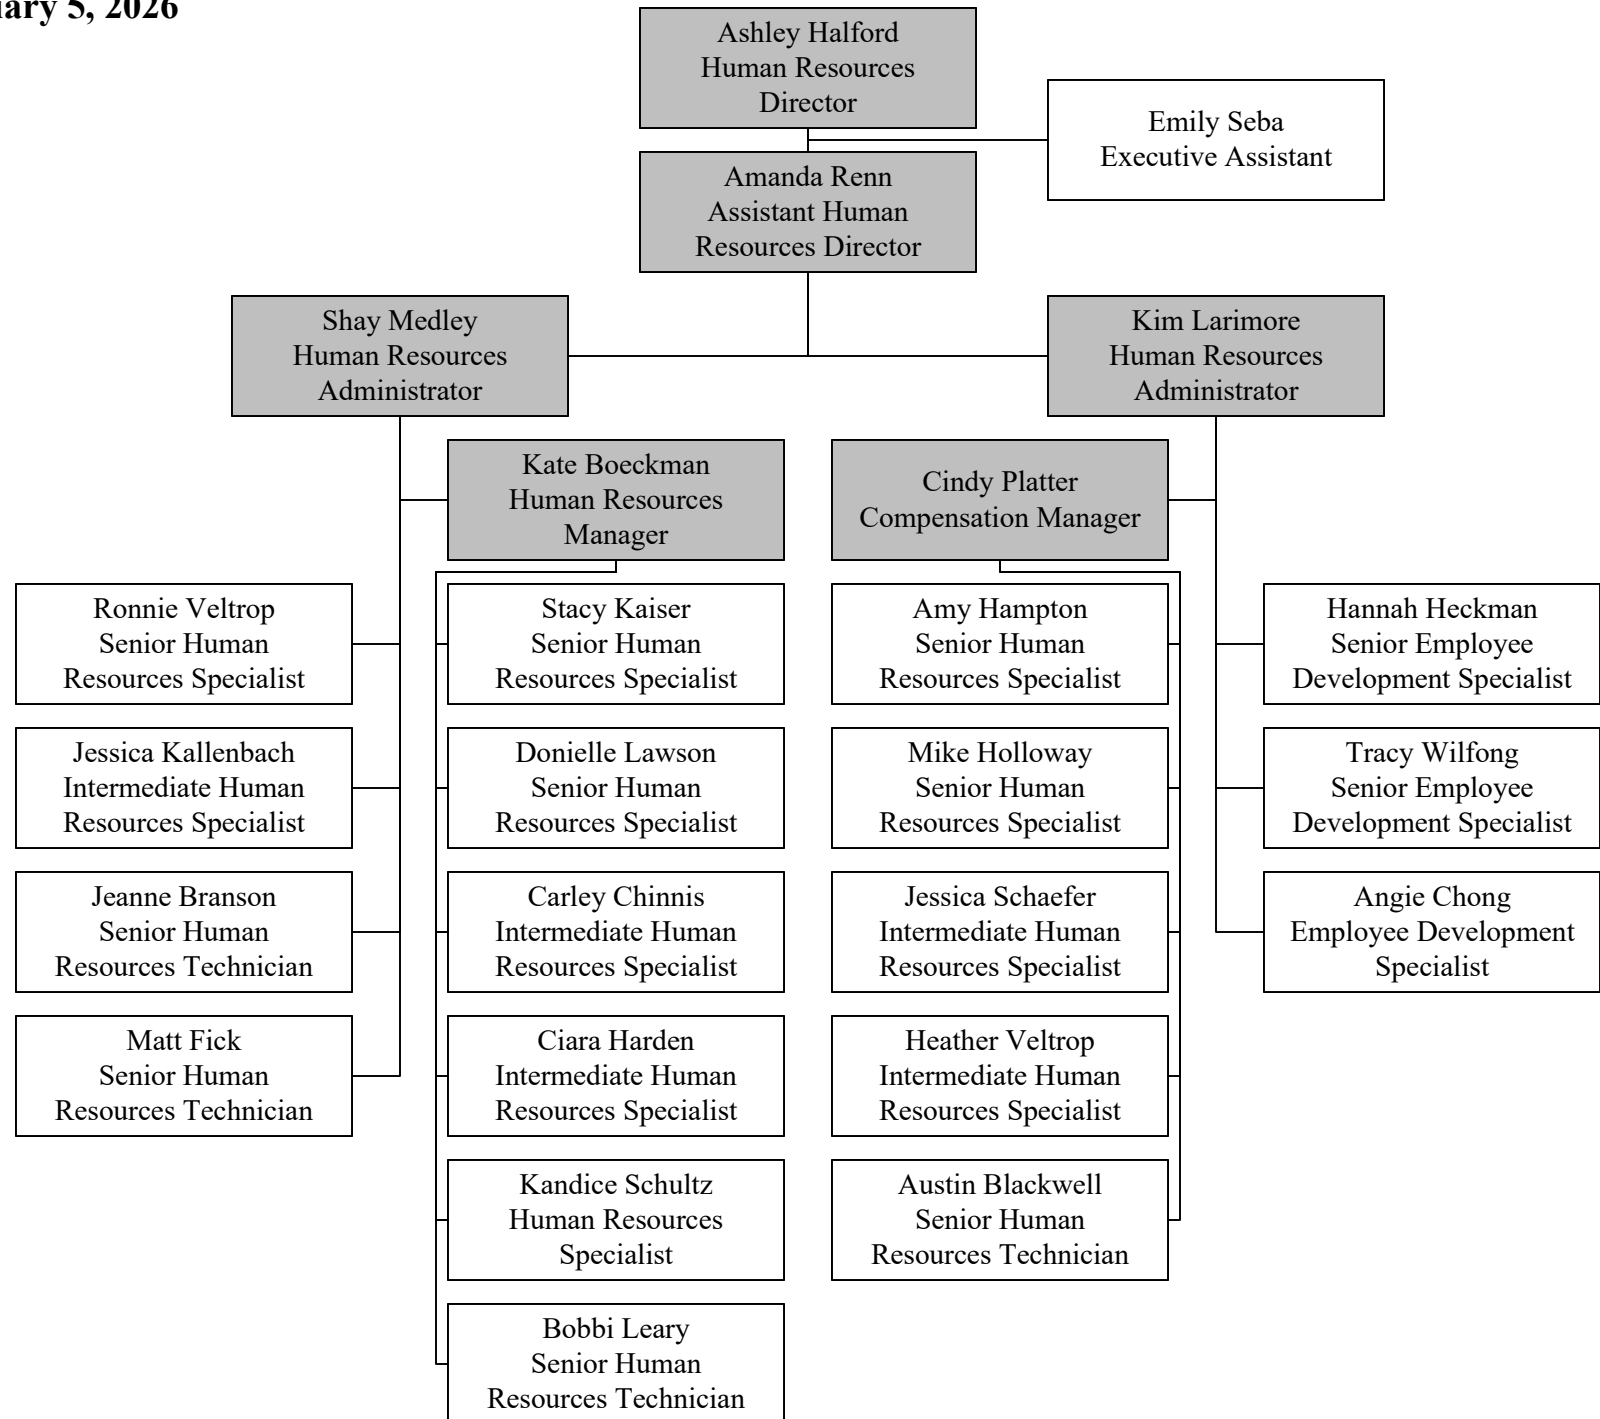 5, 2026
Ashley Halford
Human Resources
Director
Emily Seba
Executive Assistant
Amanda Renn
Assistant Human
Resources Director
Shay Medley
Human Resources
Administrator
Kim Larimore
Human Resources
Administrator
Kate Boeckman
Human Resources
Manager
Cindy Platter
Compensation Manager
Ronnie Veltrop
Senior Human
Resources Specialist
Stacy Kaiser
Senior Human
Resources Specialist
Amy Hampton
Senior Human
Resources Specialist
Hannah Heckman
Senior Employee
Development Specialist
Jessica Kallenbach
Intermediate Human
Resources Specialist
Donielle Lawson
Senior Human
Resources Specialist
Mike Holloway
Senior Human
Resources Specialist
Tracy Wilfong
Senior Employee
Development Specialist
Jeanne Branson
Senior Human
Resources Technician
Carley Chinnis
Intermediate Human
Resources Specialist
Jessica Schaefer
Intermediate Human
Resources Specialist
Angie Chong
Employee Development
Specialist
Matt Fick
Senior Human
Resources Technician
Ciara Harden
Intermediate Human
Resources Specialist
Heather Veltrop
Intermediate Human
Resources Specialist
Kandice Schultz
Human Resources
Specialist
Austin Blackwell
Senior Human
Resources Technician
Bobbi Leary
Senior Human
Resources Technician